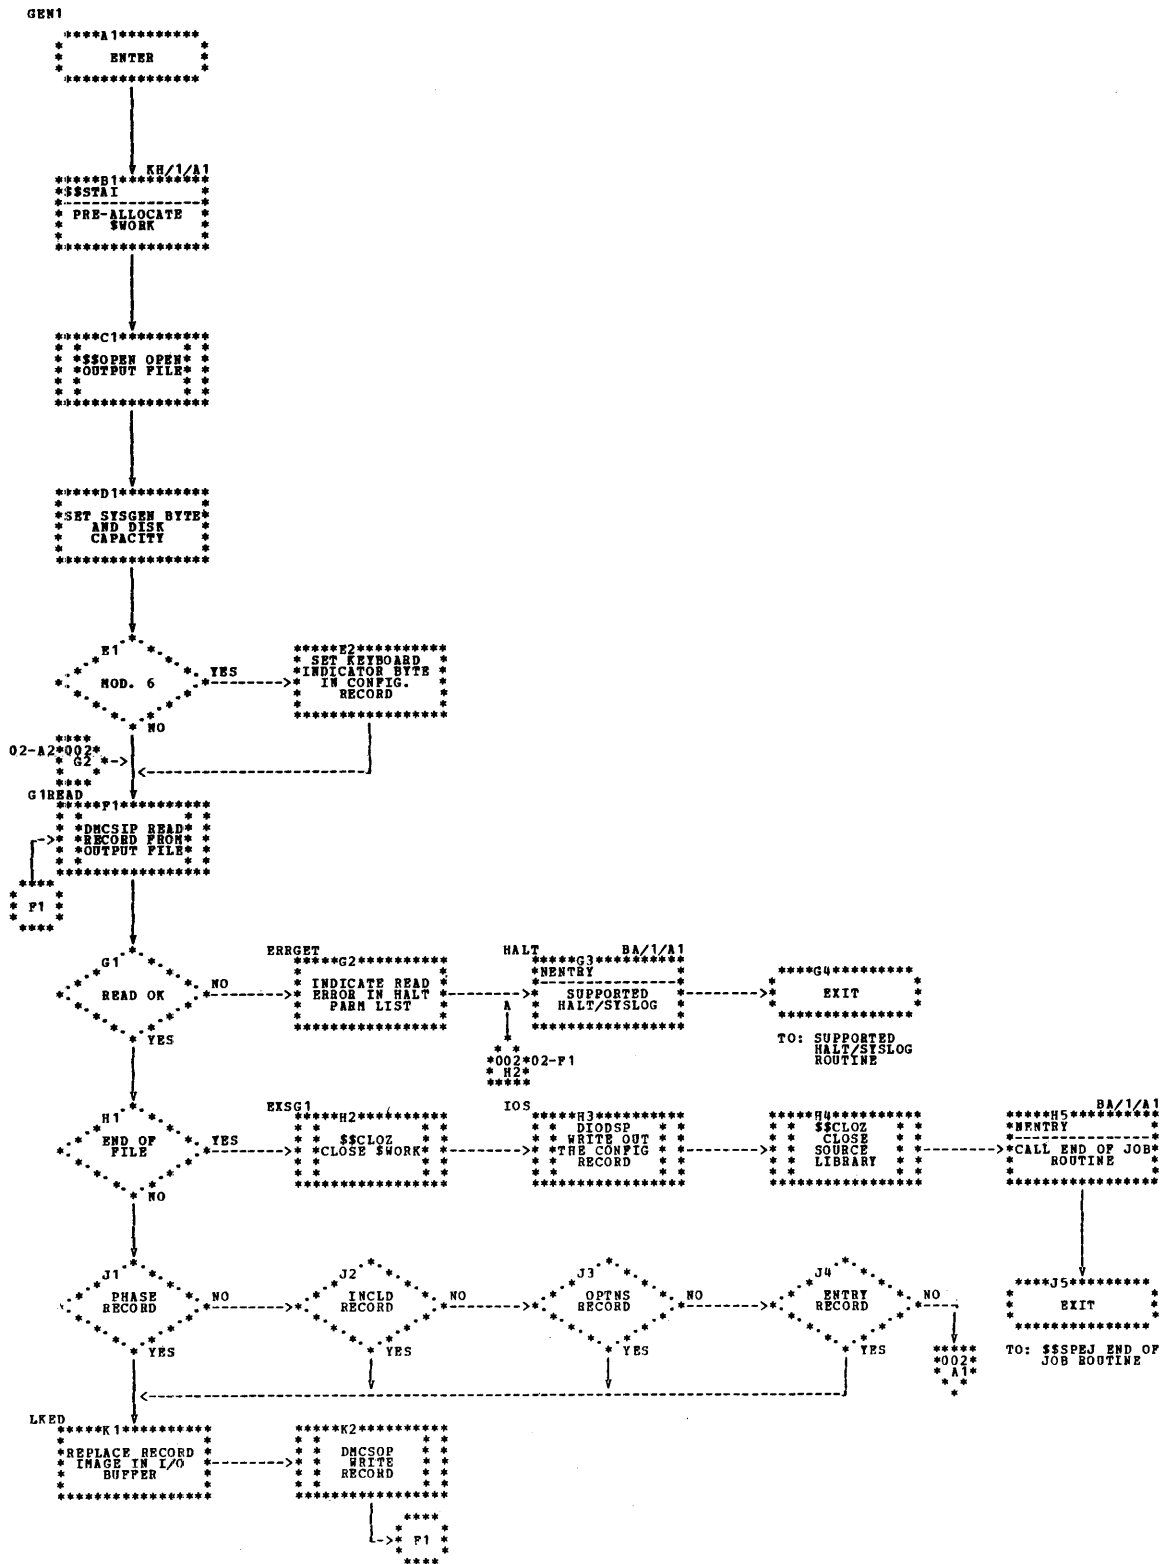 GEN1
A1
ENTER
KH/1/A1
B1
$$STAI
PRE-ALLOCATE
$WORK
C1
$$OPEN OPEN
OUTPUT FILE
D1
SET SYSGEN BYTE
AND DISK
CAPACITY
E1
MOD. 6
YES
NO
E2
SET KEYBOARD
INDICATOR BYTE
IN CONFIG.
RECORD
02-A2*002*
G2
G1READ
F1
DMCSIP READ
RECORD FROM
OUTPUT FILE
F1
G1
READ OK
NO
YES
ERRGET
G2
INDICATE READ
ERROR IN HALT
PARM LIST
HALT
BA/1/A1
G3
NENTRY
SUPPORTED
HALT/SYSLOG
A
*002*02-F1
H2
G4
EXIT
TO: SUPPORTED
HALT/SYSLOG
ROUTINE
H1
END OF
FILE
YES
NO
EXSG1
H2
$$CLOZ
CLOSE $WORK
IOS
H3
DIODSP
WRITE OUT
THE CONFIG
RECORD
H4
$$CLOZ
CLOSE
SOURCE
LIBRARY
BA/1/A1
H5
NENTRY
CALL END OF JOB
ROUTINE
J1
PHASE
RECORD
NO
YES
J2
INCLD
RECORD
NO
YES
J3
OPTNS
RECORD
NO
YES
J4
ENTRY
RECORD
NO
YES
*002*
A1
J5
EXIT
TO: $$SPEJ END OF
JOB ROUTINE
LKED
K1
REPLACE RECORD
IMAGE IN I/O
BUFFER
K2
DMCSOP
WRITE
RECORD
F1